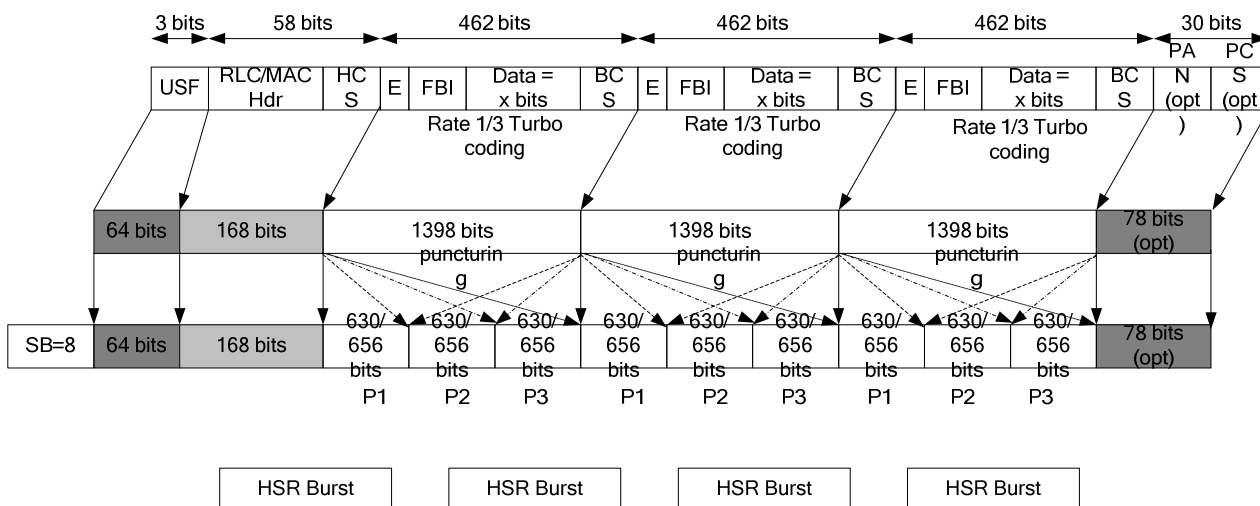 3 bits 58 bits 462 bits 462 bits 462 bits 30 bits
USF RLC/MAC Hdr HC S E FBI Data = x bits BC S E FBI Data = x bits BC S E FBI Data = x bits BC S PA N (opt ) PC S (opt )
Rate 1/3 Turbo coding Rate 1/3 Turbo coding Rate 1/3 Turbo coding
64 bits 168 bits 1398 bits puncturin g 1398 bits puncturin g 1398 bits puncturin g 78 bits (opt)
SB=8 64 bits 168 bits 630/ 656 bits 630/ 656 bits 630/ 656 bits 630/ 656 bits 630/ 656 bits 630/ 656 bits 630/ 656 bits 630/ 656 bits 630/ 656 bits 78 bits (opt)
P1 P2 P3 P1 P2 P3 P1 P2 P3
HSR Burst HSR Burst HSR Burst HSR Burst